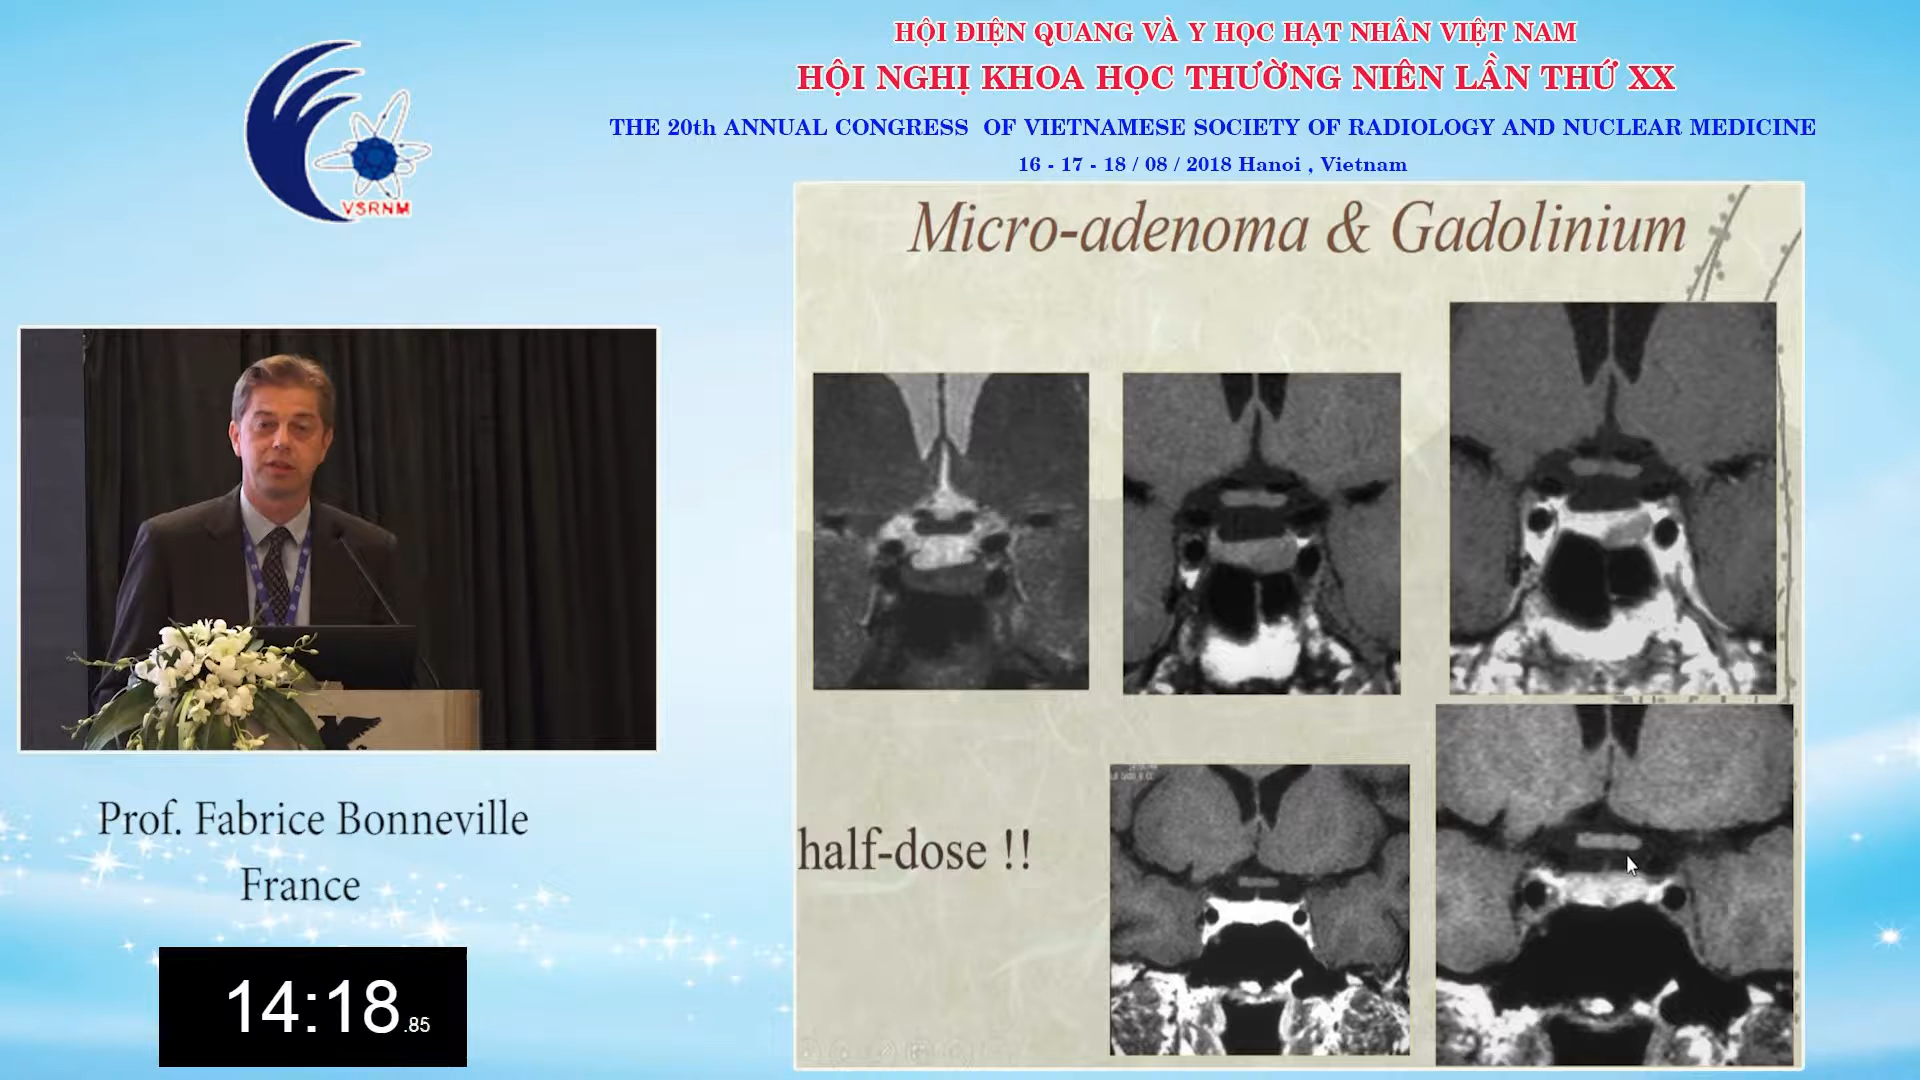 HỘI ĐIỆN QUANG VÀ Y HỌC HẠT NHÂN VIỆT NAM
HỘI NGHỊ KHOA HỌC THƯỜNG NIÊN LẦN THỨ XX
THE 20th ANNUAL CONGRESS OF VIETNAMESE SOCIETY OF RADIOLOGY AND NUCLEAR MEDICINE
16 - 17 - 18 / 08 / 2018 Hanoi , Vietnam
VSRNM
Micro-adenoma & Gadolinium
half-dose !!
Prof. Fabrice Bonneville
France
14:18.85